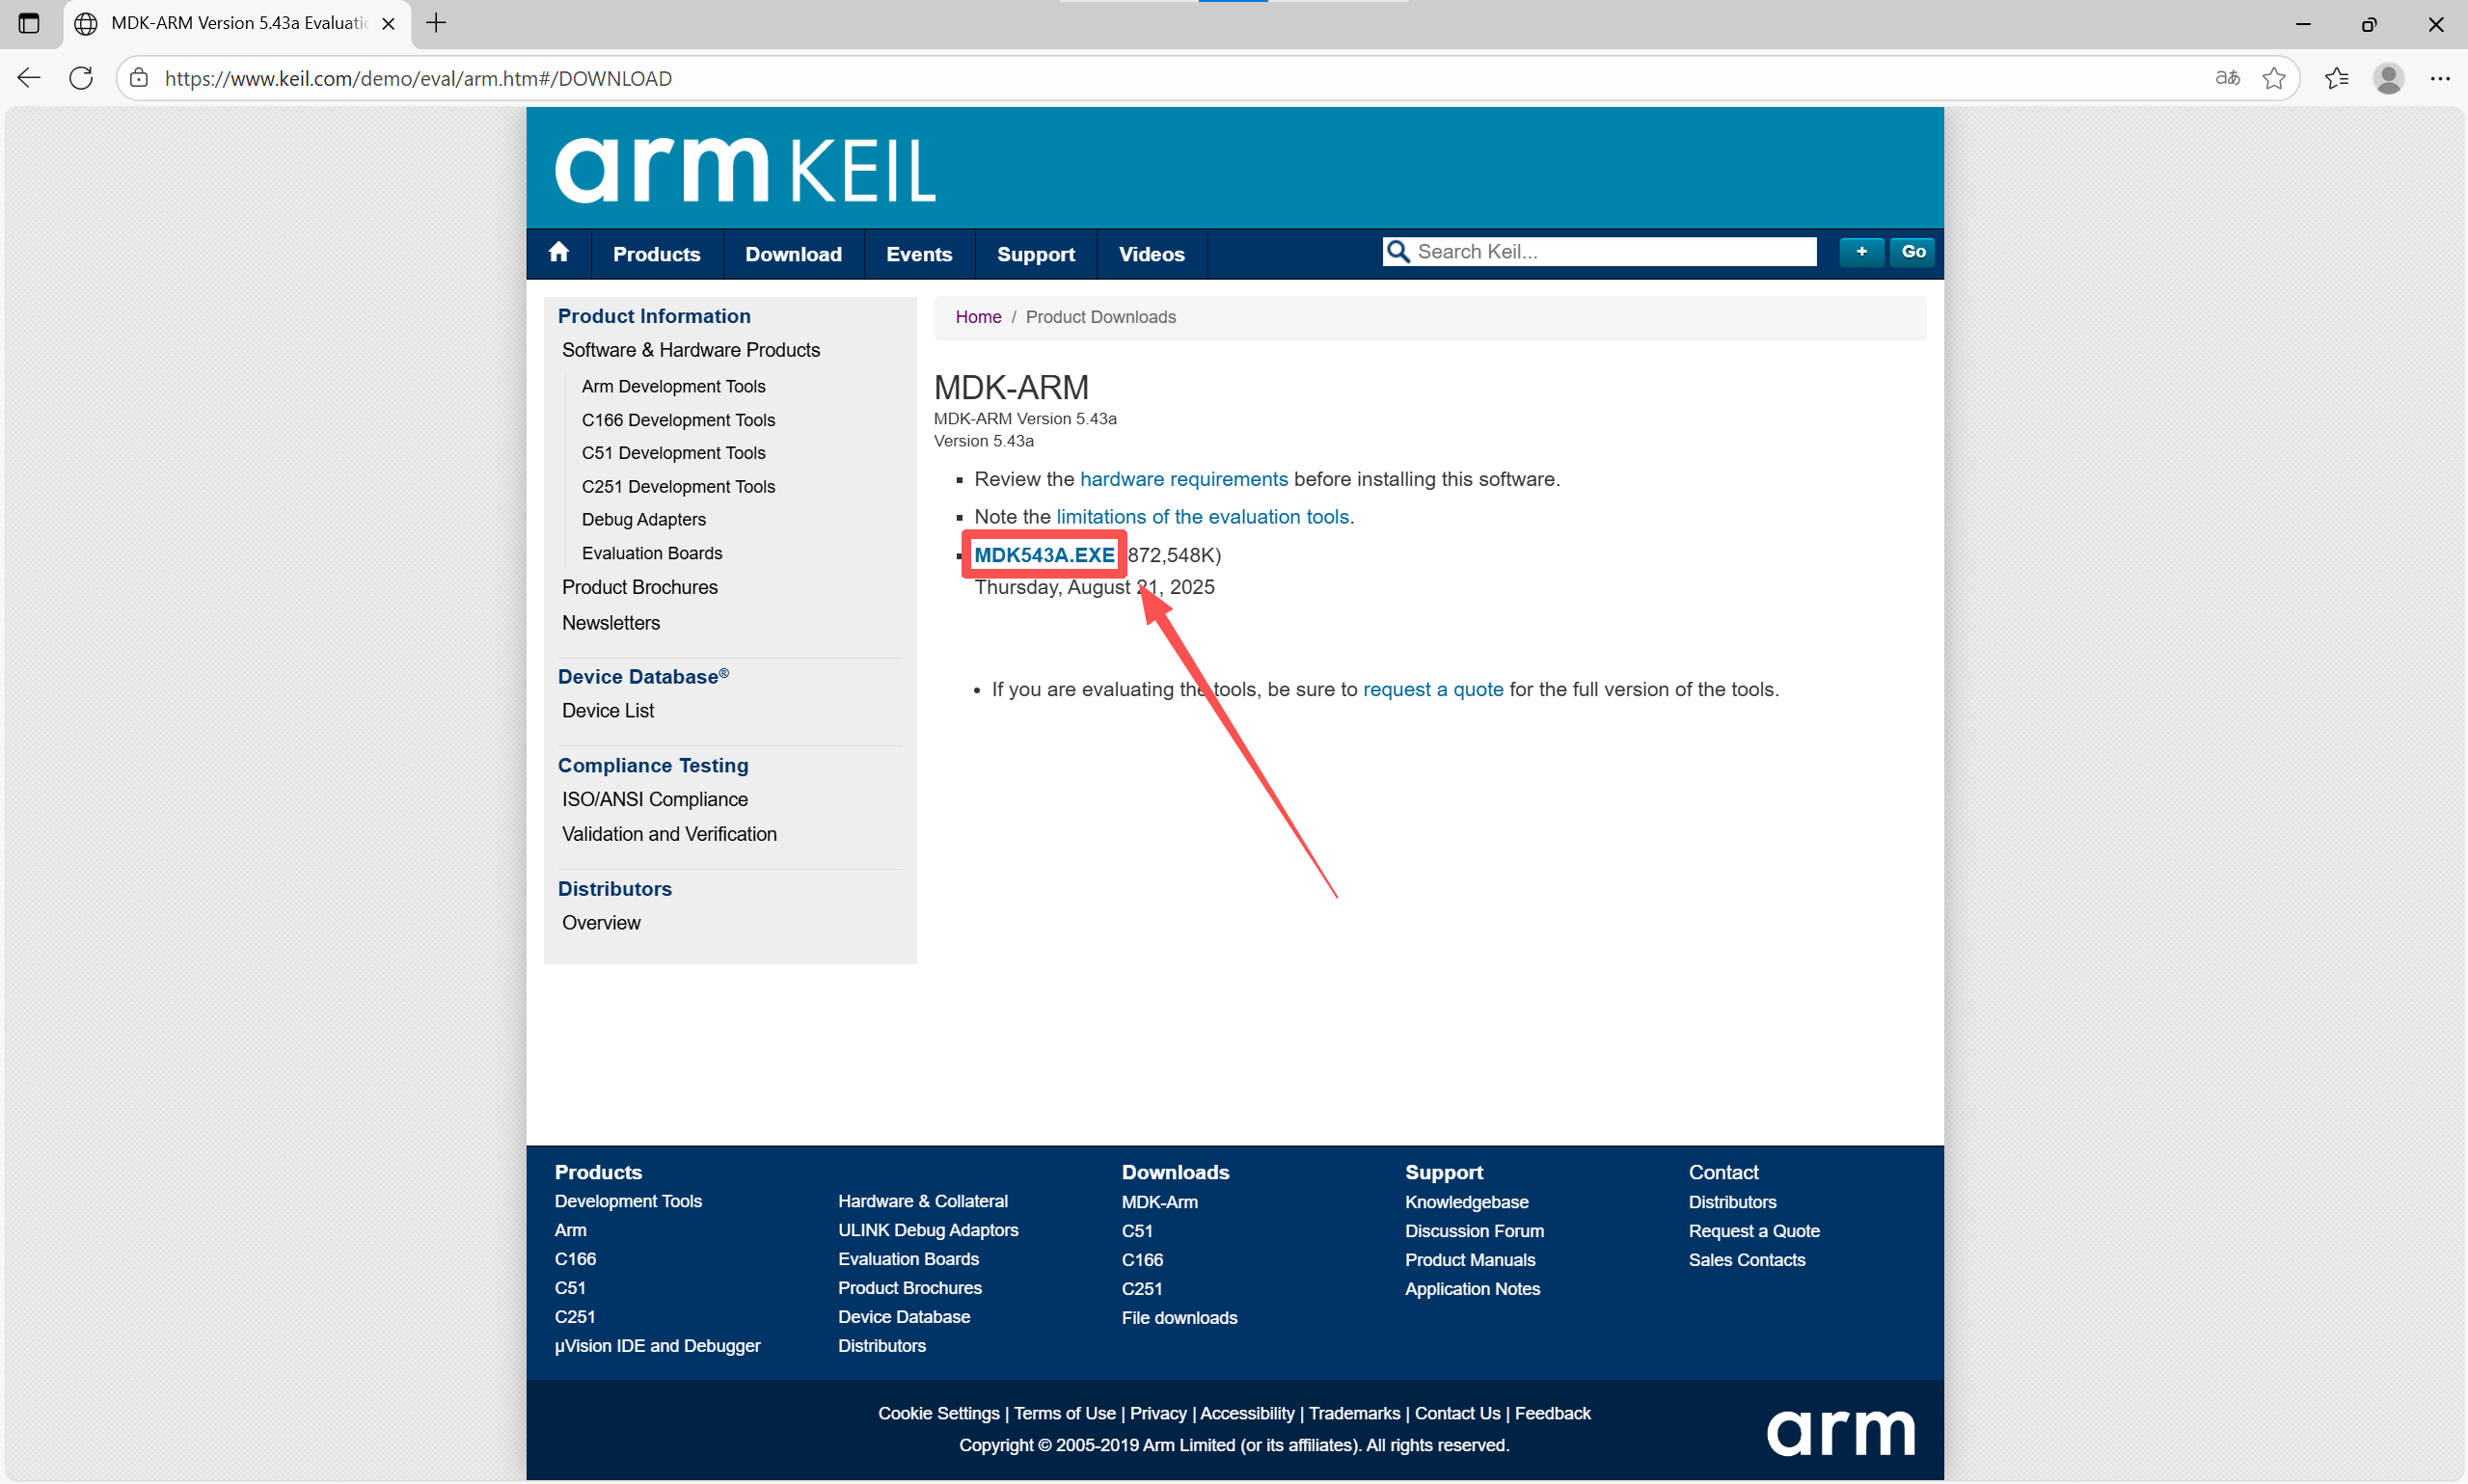 MDK-ARM Version 5.43a Evaluatio
https://www.keil.com/demo/eval/arm.htm#/DOWNLOAD
arm KEIL
Products
Download
Events
Support
Videos
Search Keil...
+
Go
Product Information
Software & Hardware Products
Arm Development Tools
C166 Development Tools
C51 Development Tools
C251 Development Tools
Debug Adapters
Evaluation Boards
Product Brochures
Newsletters
Device Database®
Device List
Compliance Testing
ISO/ANSI Compliance
Validation and Verification
Distributors
Overview
Home / Product Downloads
MDK-ARM
MDK-ARM Version 5.43a
Version 5.43a
Review the hardware requirements before installing this software.
Note the limitations of the evaluation tools.
MDK543A.EXE 872,548K)
Thursday, August 21, 2025
If you are evaluating the tools, be sure to request a quote for the full version of the tools.
Products
Development Tools
Arm
C166
C51
C251
µVision IDE and Debugger
Hardware & Collateral
ULINK Debug Adaptors
Evaluation Boards
Product Brochures
Device Database
Distributors
Downloads
MDK-Arm
C51
C166
C251
File downloads
Support
Knowledgebase
Discussion Forum
Product Manuals
Application Notes
Contact
Distributors
Request a Quote
Sales Contacts
Cookie Settings | Terms of Use | Privacy | Accessibility | Trademarks | Contact Us | Feedback
Copyright © 2005-2019 Arm Limited (or its affiliates). All rights reserved.
arm